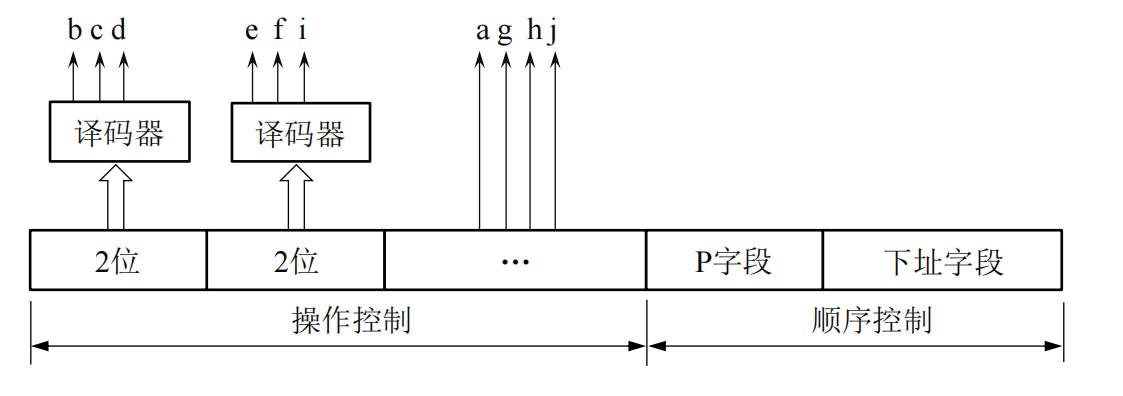 b c d e f i a g h j
译码器 译码器
2位 2位 … P字段 下址字段
操作控制 顺序控制